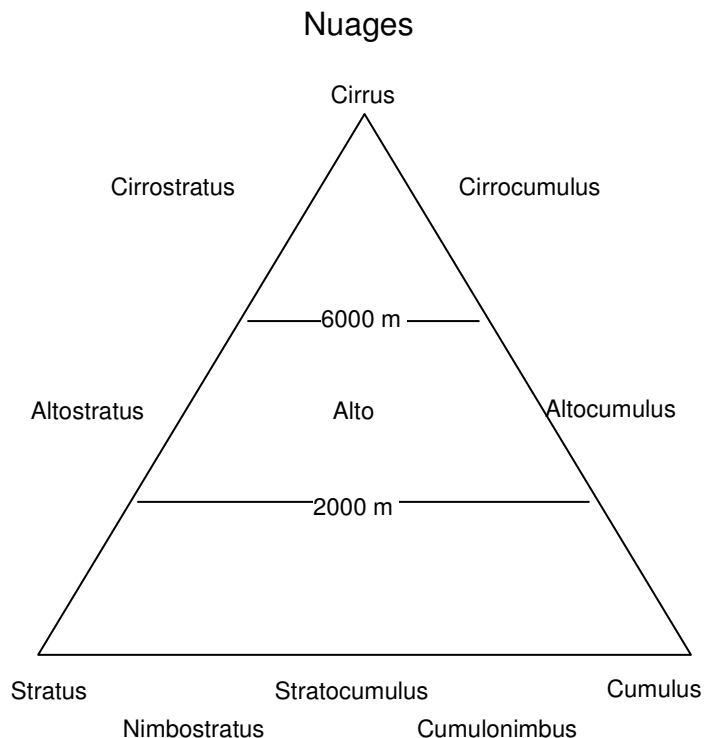 Nuages
Cirrus
Cirrostratus Cirrocumulus
6000 m
Altostratus Alto Altocumulus
2000 m
Stratus Stratocumulus Cumulus
Nimbostratus Cumulonimbus